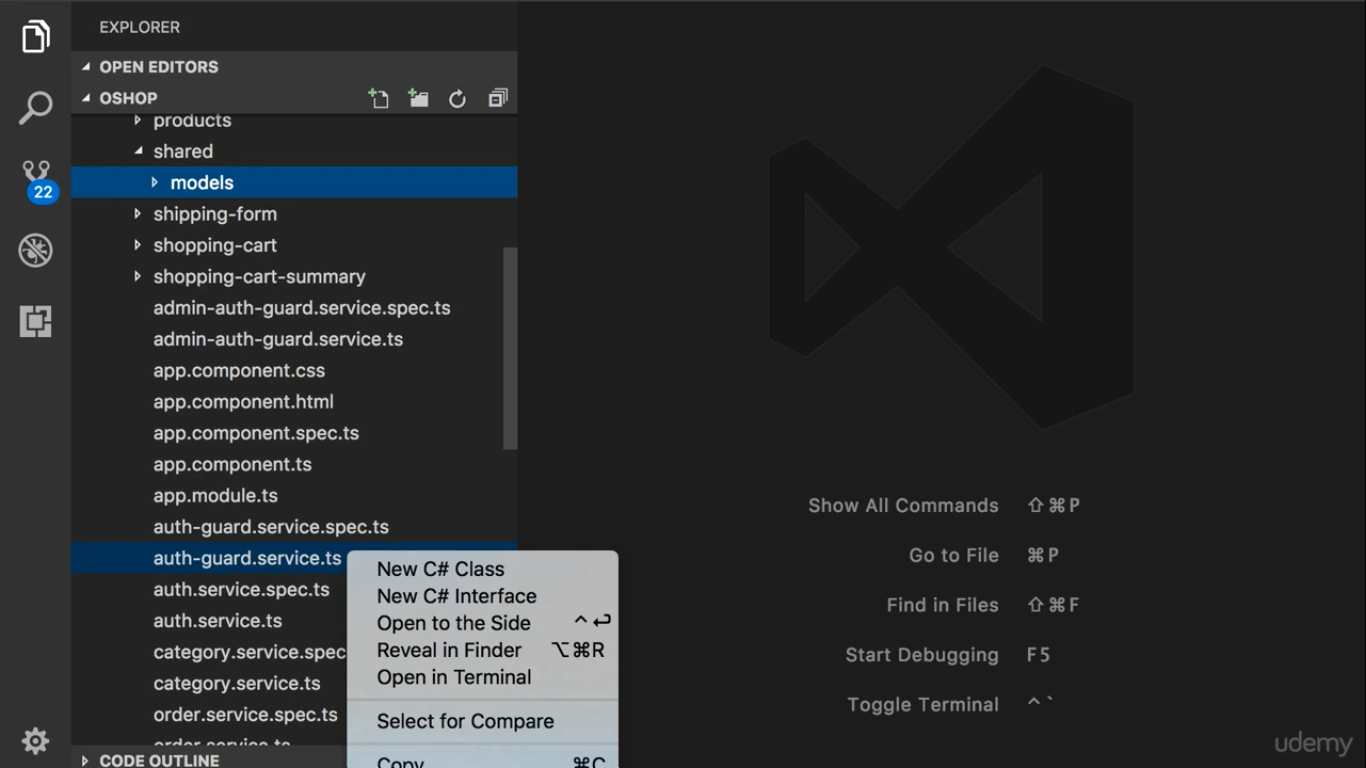 EXPLORER
OPEN EDITORS
OSHOP
products
shared
models
22
shipping-form
shopping-cart
shopping-cart-summary
admin-auth-guard.service.spec.ts
admin-auth-guard.service.ts
app.component.css
app.component.html
app.component.spec.ts
app.component.ts
app.module.ts
auth-guard.service.spec.ts
auth-guard.service.ts
auth.service.spec.ts
auth.service.ts
category.service.spec
category.service.ts
order.service.spec.ts
order.service.ts
CODE OUTLINE
New C# Class
New C# Interface
Open to the Side ^↩
Reveal in Finder ⌥⌘R
Open in Terminal
Select for Compare
Copy ⌘C
Show All Commands ⇧⌘P
Go to File ⌘P
Find in Files ⇧⌘F
Start Debugging F5
Toggle Terminal ^`
udemy